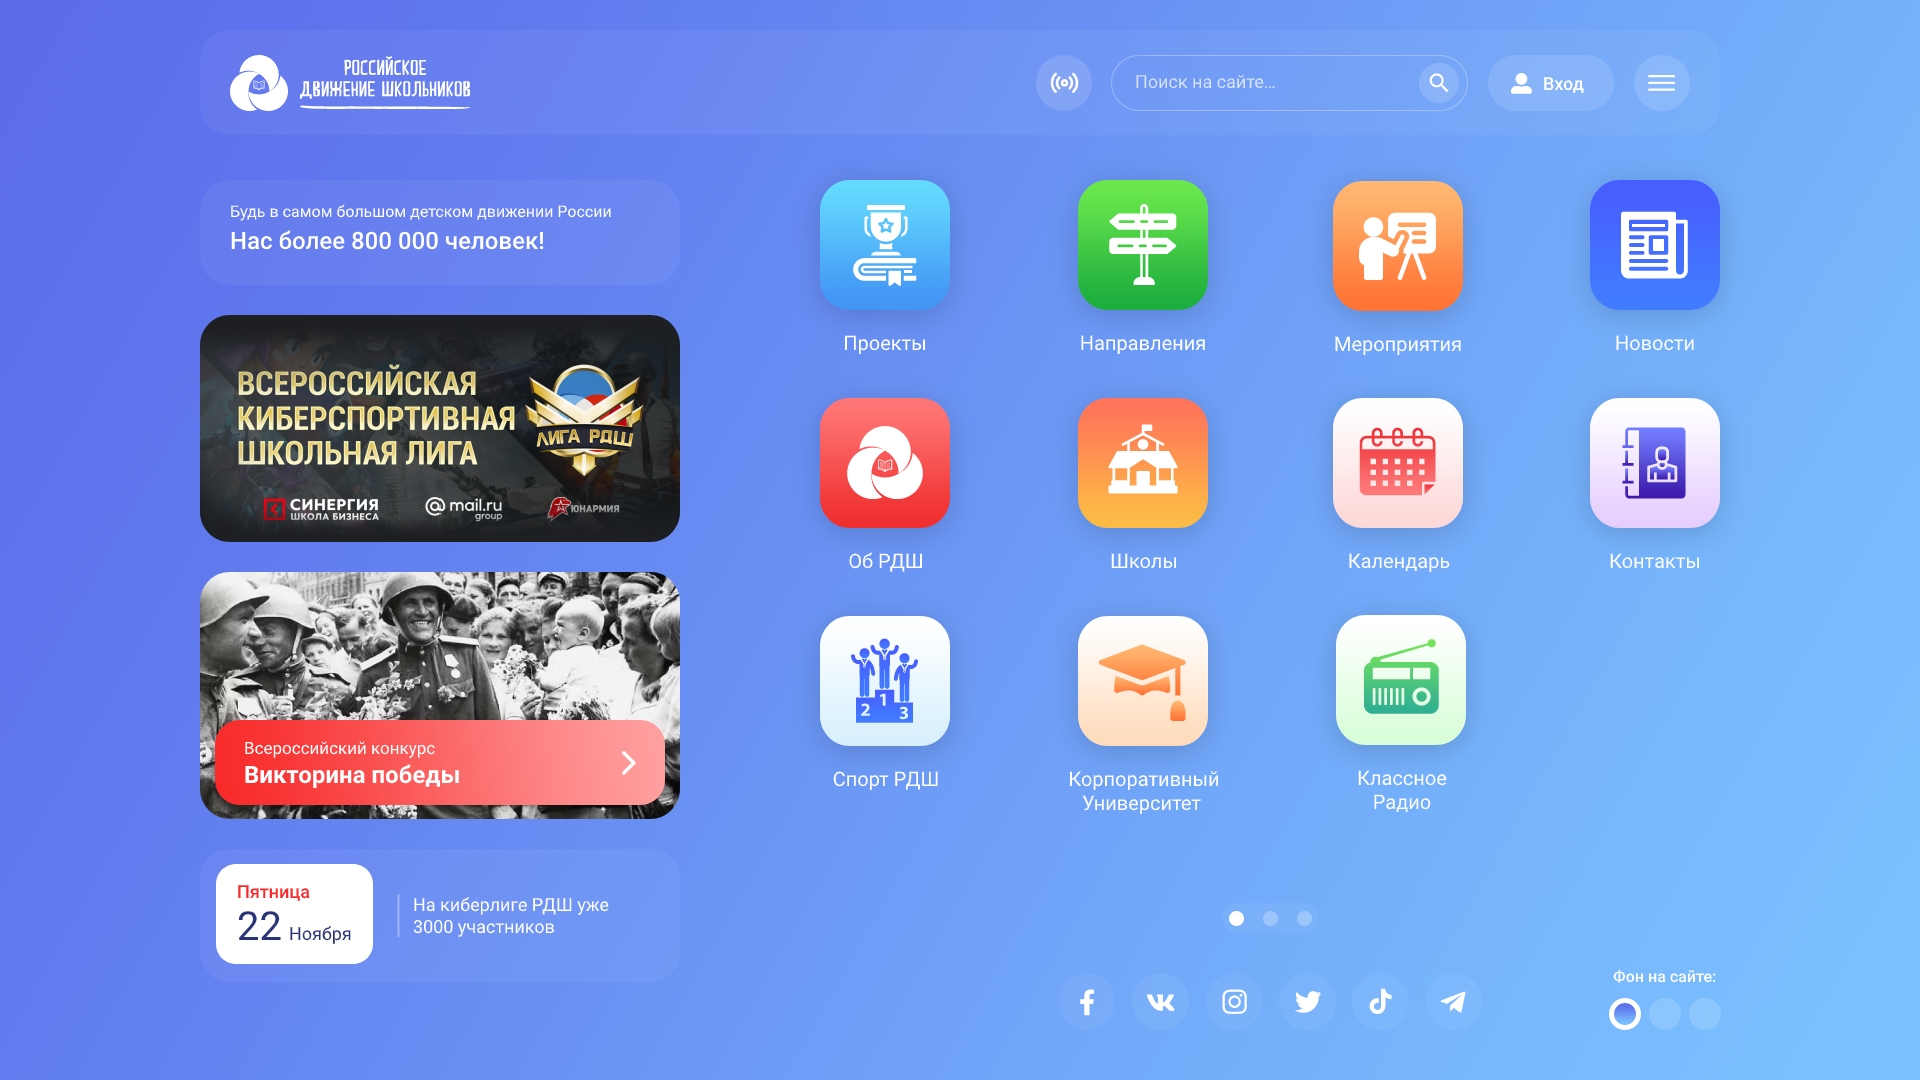 РОССИЙСКОЕ
ДВИЖЕНИЕ ШКОЛЬНИКОВ
Поиск на сайте...
Вход
Будь в самом большом детском движении России
Нас более 800 000 человек!
ВСЕРОССИЙСКАЯ
КИБЕРСПОРТИВНАЯ
ШКОЛЬНАЯ ЛИГА
ЛИГА РДШ
СИНЕРГИЯ
ШКОЛА БИЗНЕСА
@mail.ru
group
ЮНАРМИЯ
Всероссийский конкурс
Викторина победы
Пятница
22 Ноября
На киберлиге РДШ уже
3000 участников
Проекты
Направления
Мероприятия
Новости
Об РДШ
Школы
Календарь
Контакты
2 1 3
Спорт РДШ
Корпоративный
Университет
Классное
Радио
Фон на сайте: